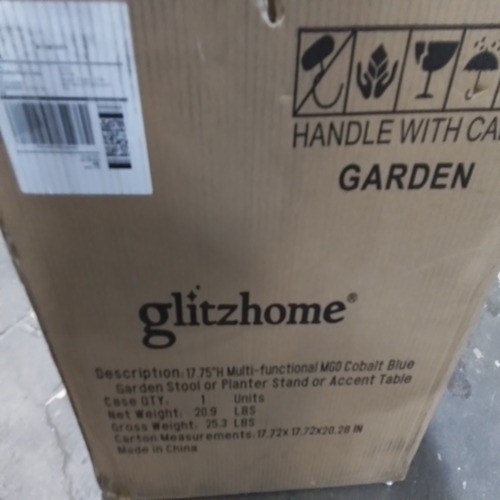 HANDLE WITH CA
GARDEN
glitzhome®
Description: 17.75"H Multi-functional MGO Cobalt Blue
Garden Stool or Planter Stand or Accent Table
Case QTY: 1 Units
Net Weight: 20.9 LBS
Gross Weight: 25.3 LBS
Carton Measurements: 17.72x 17.72x20.28 IN
Made in China